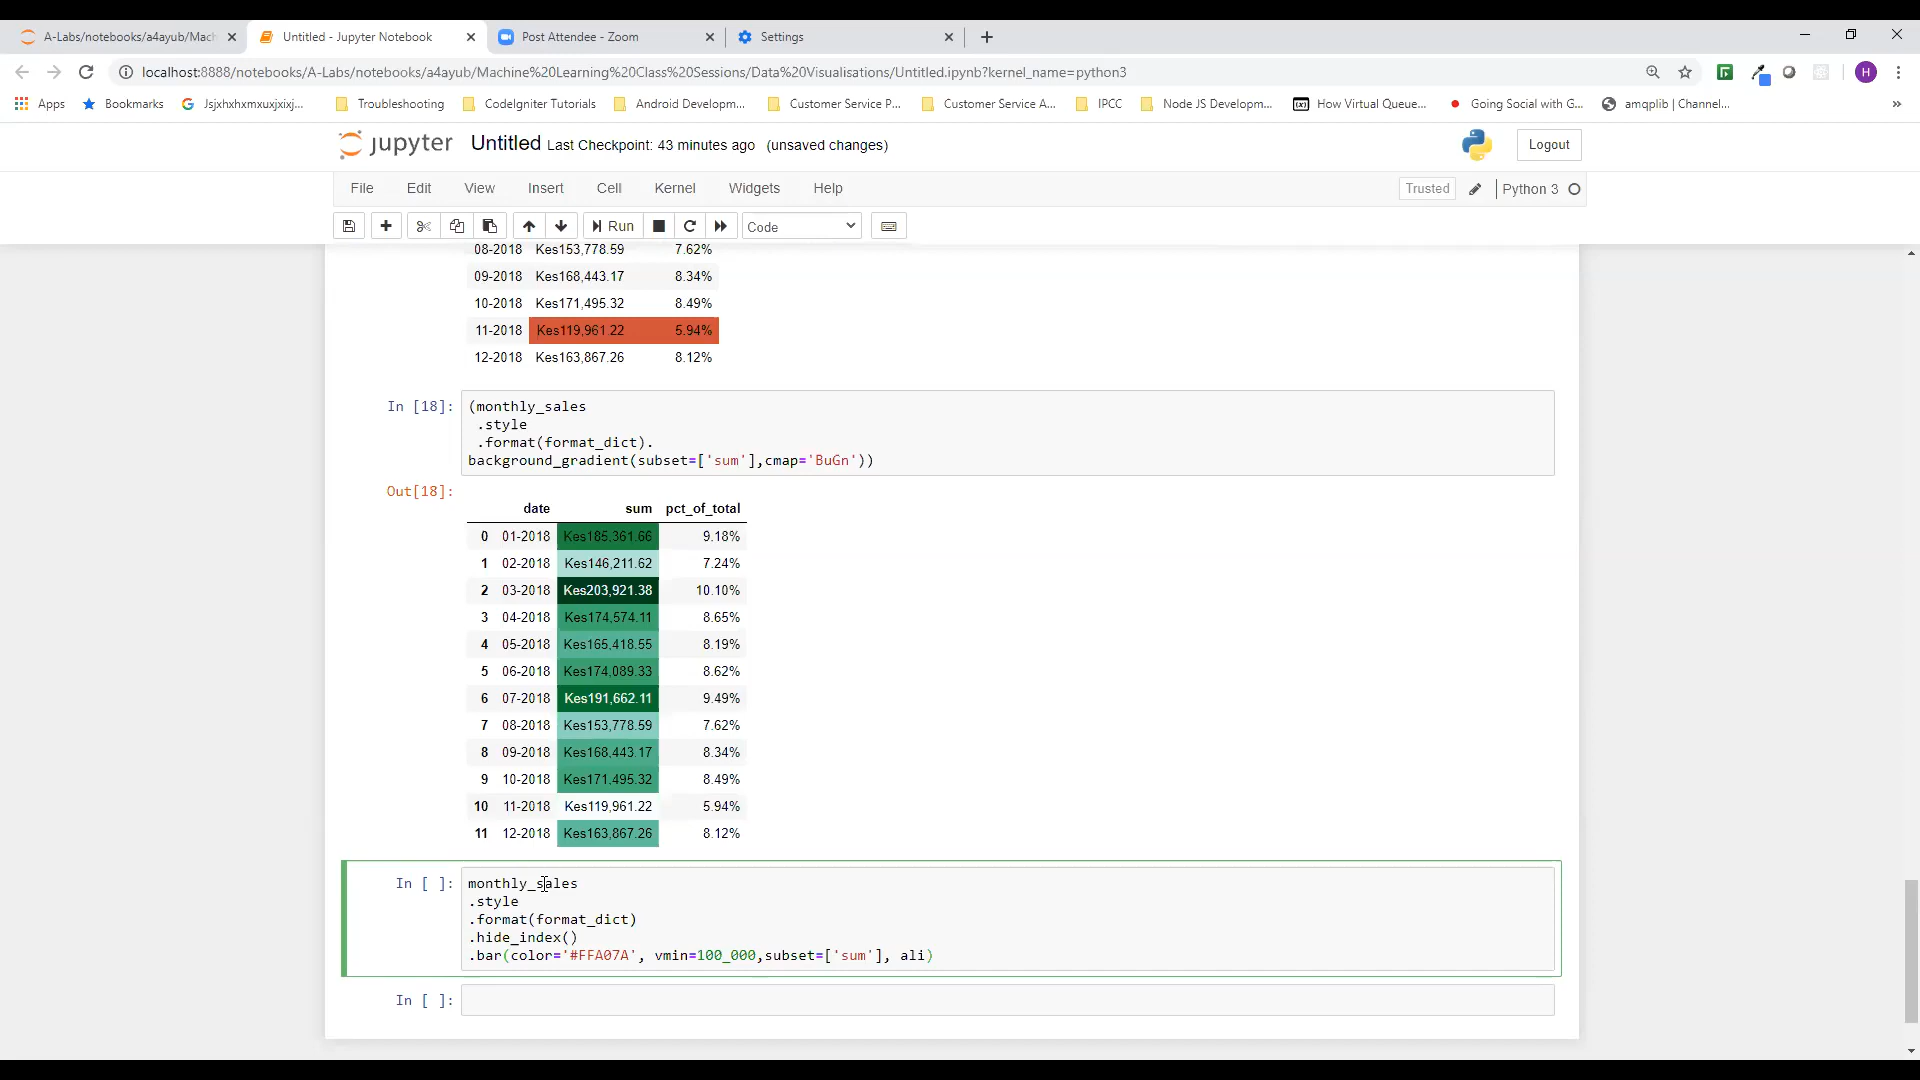 A-Labs/notebooks/a4ayub/Mach
Untitled - Jupyter Notebook
Post Attendee - Zoom
Settings
localhost:8888/notebooks/A-Labs/notebooks/a4ayub/Machine%20Learning%20Class%20Sessions/Data%20Visualisations/Untitled.ipynb?kernel_name=python3
H
Apps
Bookmarks
Jsjxhxhxmxuxjxixj...
Troubleshooting
CodeIgniter Tutorials
Android Developm...
Customer Service P...
Customer Service A...
IPCC
Node JS Developm...
How Virtual Queue...
Going Social with G...
amqplib | Channel...
»
jupyter Untitled Last Checkpoint: 43 minutes ago (unsaved changes)
Logout
File Edit View Insert Cell Kernel Widgets Help
Trusted
Python 3
Run
Code
08-2018 Kes153,778.59 7.62%
09-2018 Kes168,443.17 8.34%
10-2018 Kes171,495.32 8.49%
11-2018 Kes119,961.22 5.94%
12-2018 Kes163,867.26 8.12%
In [18]: (monthly_sales
.style
.format(format_dict).
background_gradient(subset=['sum'],cmap='BuGn'))
Out[18]:
date sum pct_of_total
0 01-2018 Kes185,361.66 9.18%
1 02-2018 Kes146,211.62 7.24%
2 03-2018 Kes203,921.38 10.10%
3 04-2018 Kes174,574.11 8.65%
4 05-2018 Kes165,418.55 8.19%
5 06-2018 Kes174,089.33 8.62%
6 07-2018 Kes191,662.11 9.49%
7 08-2018 Kes153,778.59 7.62%
8 09-2018 Kes168,443.17 8.34%
9 10-2018 Kes171,495.32 8.49%
10 11-2018 Kes119,961.22 5.94%
11 12-2018 Kes163,867.26 8.12%
In [ ]: monthly_sales
.style
.format(format_dict)
.hide_index()
.bar(color='#FFA07A', vmin=100_000,subset=['sum'], ali)
In [ ]: